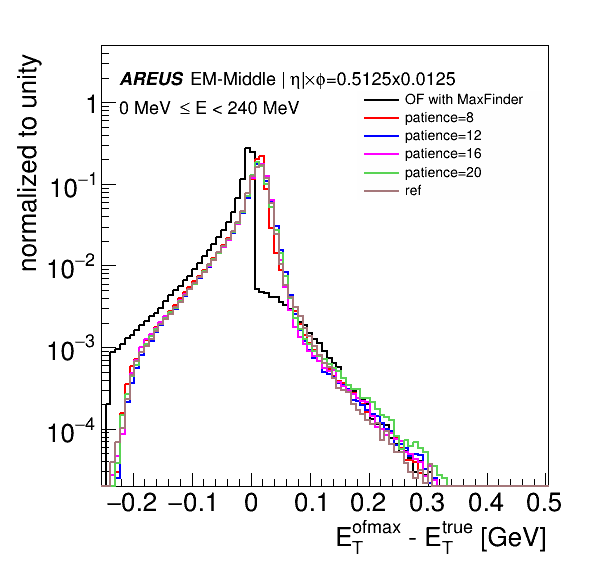 AREUS EM-Middle | η|×ϕ=0.5125x0.0125
0 MeV ≤ E < 240 MeV
OF with MaxFinder
patience=8
patience=12
patience=16
patience=20
ref
normalized to unity
1
10⁻¹
10⁻²
10⁻³
10⁻⁴
−0.2 −0.1 0 0.1 0.2 0.3 0.4 0.5
E_T^ofmax - E_T^true [GeV]